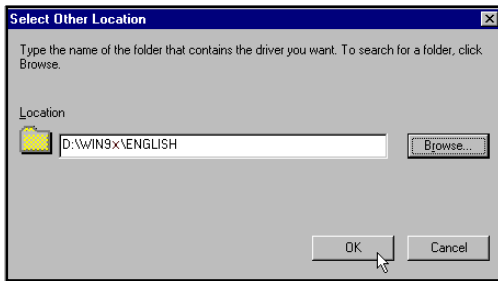 Select Other Location
Type the name of the folder that contains the driver you want. To search for a folder, click
Browse.
Location
D:\WIN9x\ENGLISH
Browse...
OK
Cancel